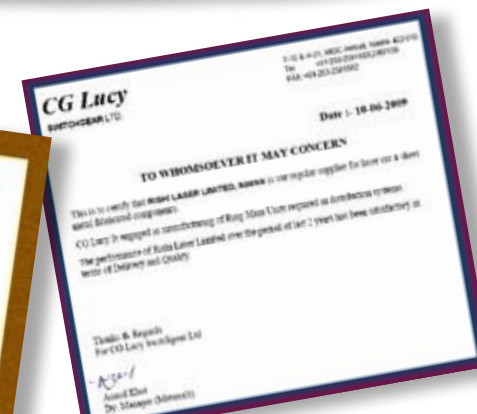 CG Lucy
SWITCHGEAR LTD.
Date :- 10-06-2009
TO WHOMSOEVER IT MAY CONCERN
This is to certify that RISHI LASER LIMITED, is our regular supplier for laser cut & sheet
metal fabricated components.
CG Lucy is engaged in manufacturing of Ring Main Units required in distribution systems
The performance of Rishi Laser Limited over the period of last 2 years has been satisfactory in
terms of Delivery and Quality.
Thanks & Regards
For CG Lucy Switchgear Ltd
Dy. Manager (Materials)